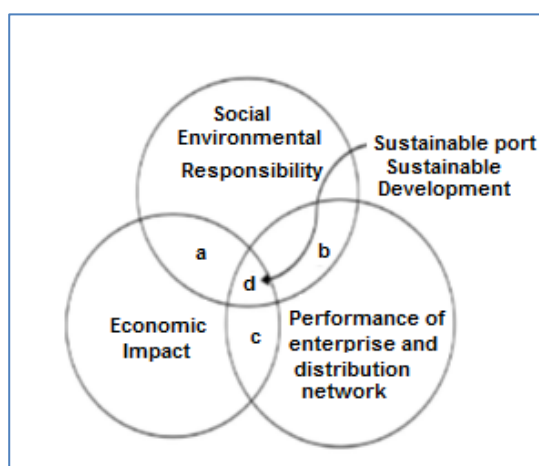 Social
Environmental
Responsibility
Sustainable port
Sustainable
Development
a
b
d
c
Economic
Impact
Performance of
enterprise and
distribution
network